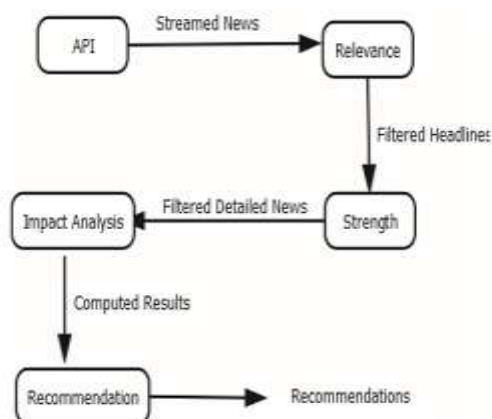 Streamed News
API
Relevance
Filtered Headlines
Filtered Detailed News
Impact Analysis
Strength
Computed Results
Recommendation
Recommendations